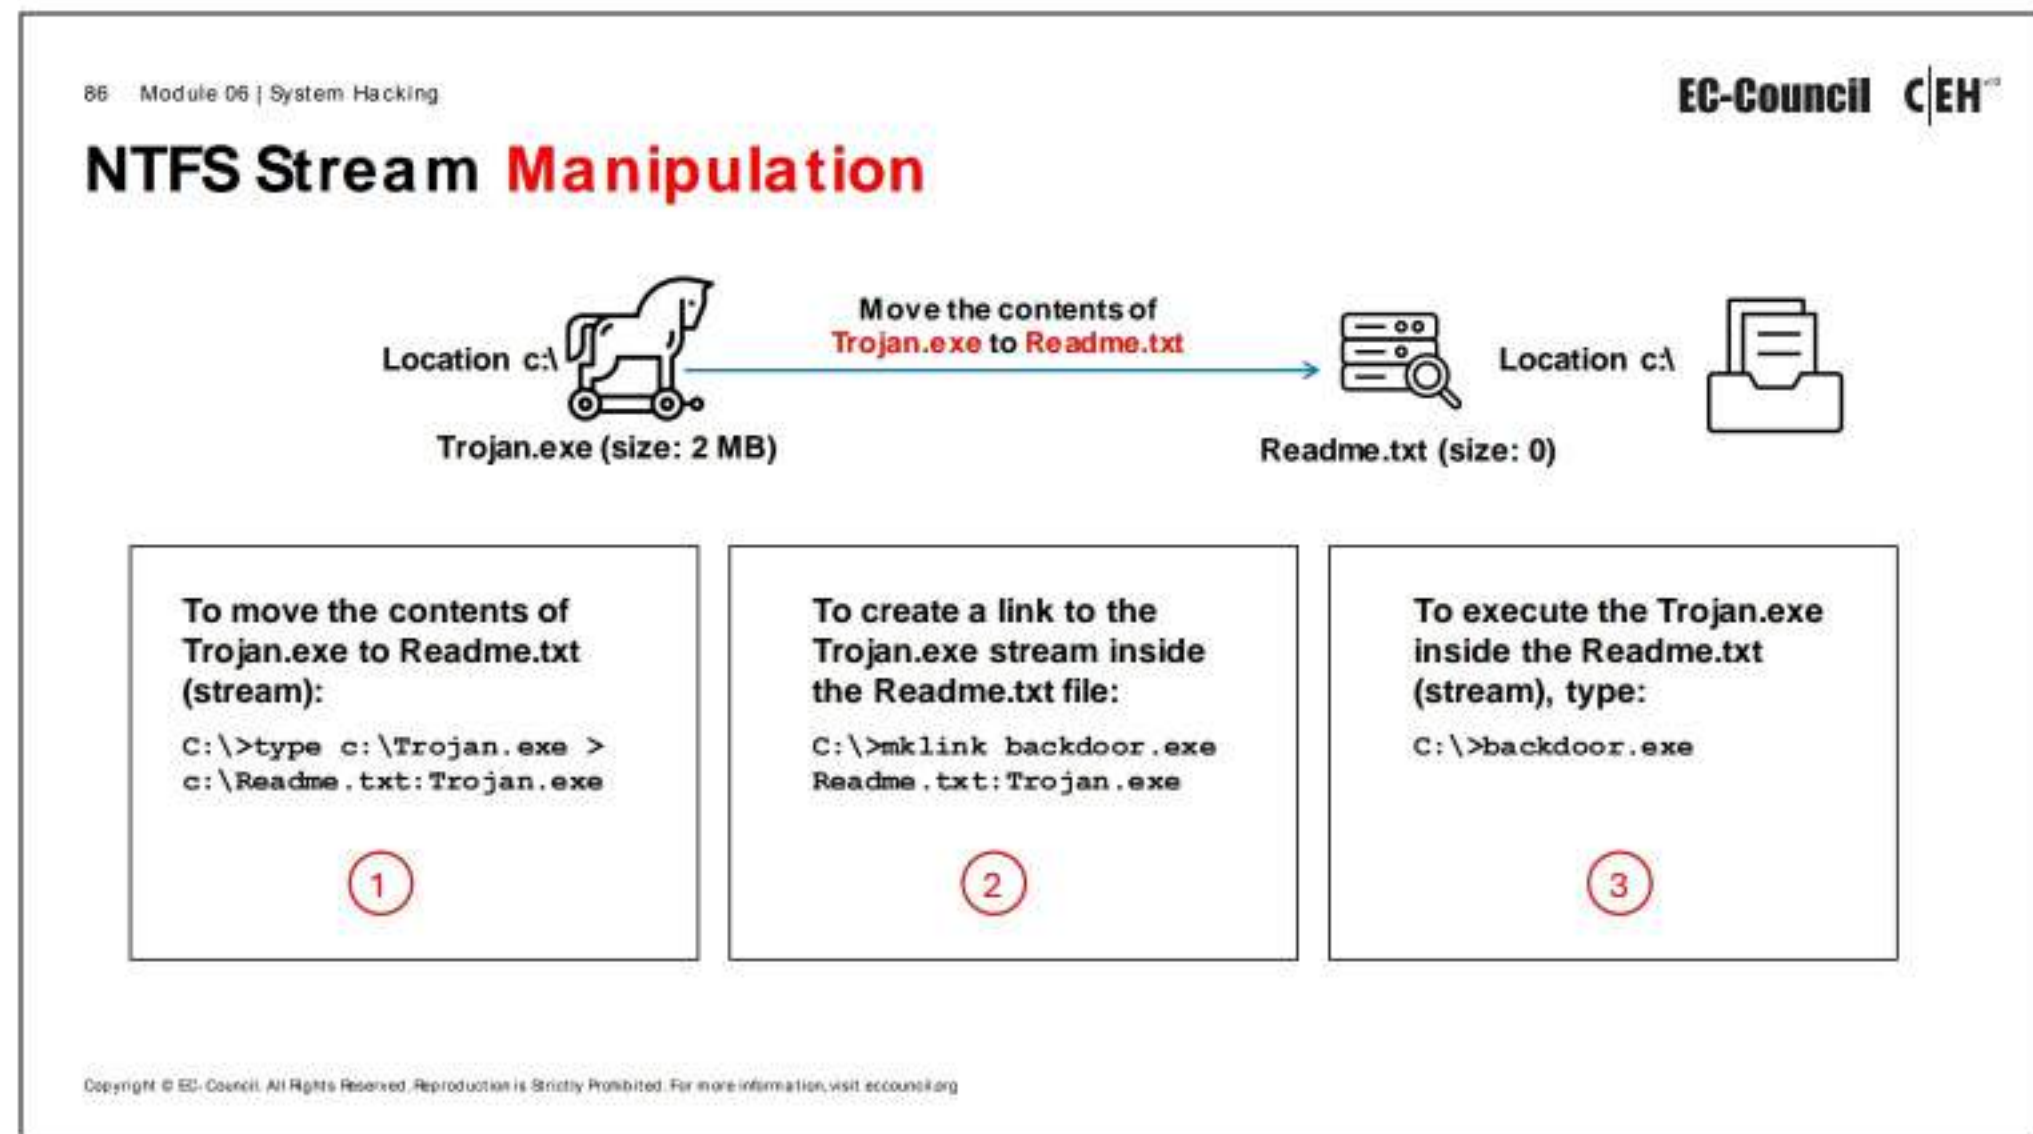 86 Module 06 | System Hacking
EC-Council C|EH
NTFS Stream Manipulation
Move the contents of
Trojan.exe to Readme.txt
Location c:\
Location c:\
Trojan.exe (size: 2 MB)
Readme.txt (size: 0)
To move the contents of
Trojan.exe to Readme.txt
(stream):
C:\>type c:\Trojan.exe >
c:\Readme.txt:Trojan.exe
1
To create a link to the
Trojan.exe stream inside
the Readme.txt file:
C:\>mklink backdoor.exe
Readme.txt:Trojan.exe
2
To execute the Trojan.exe
inside the Readme.txt
(stream), type:
C:\>backdoor.exe
3
Copyright © EC-Council. All Rights Reserved. Reproduction is Strictly Prohibited. For more information, visit eccouncil.org